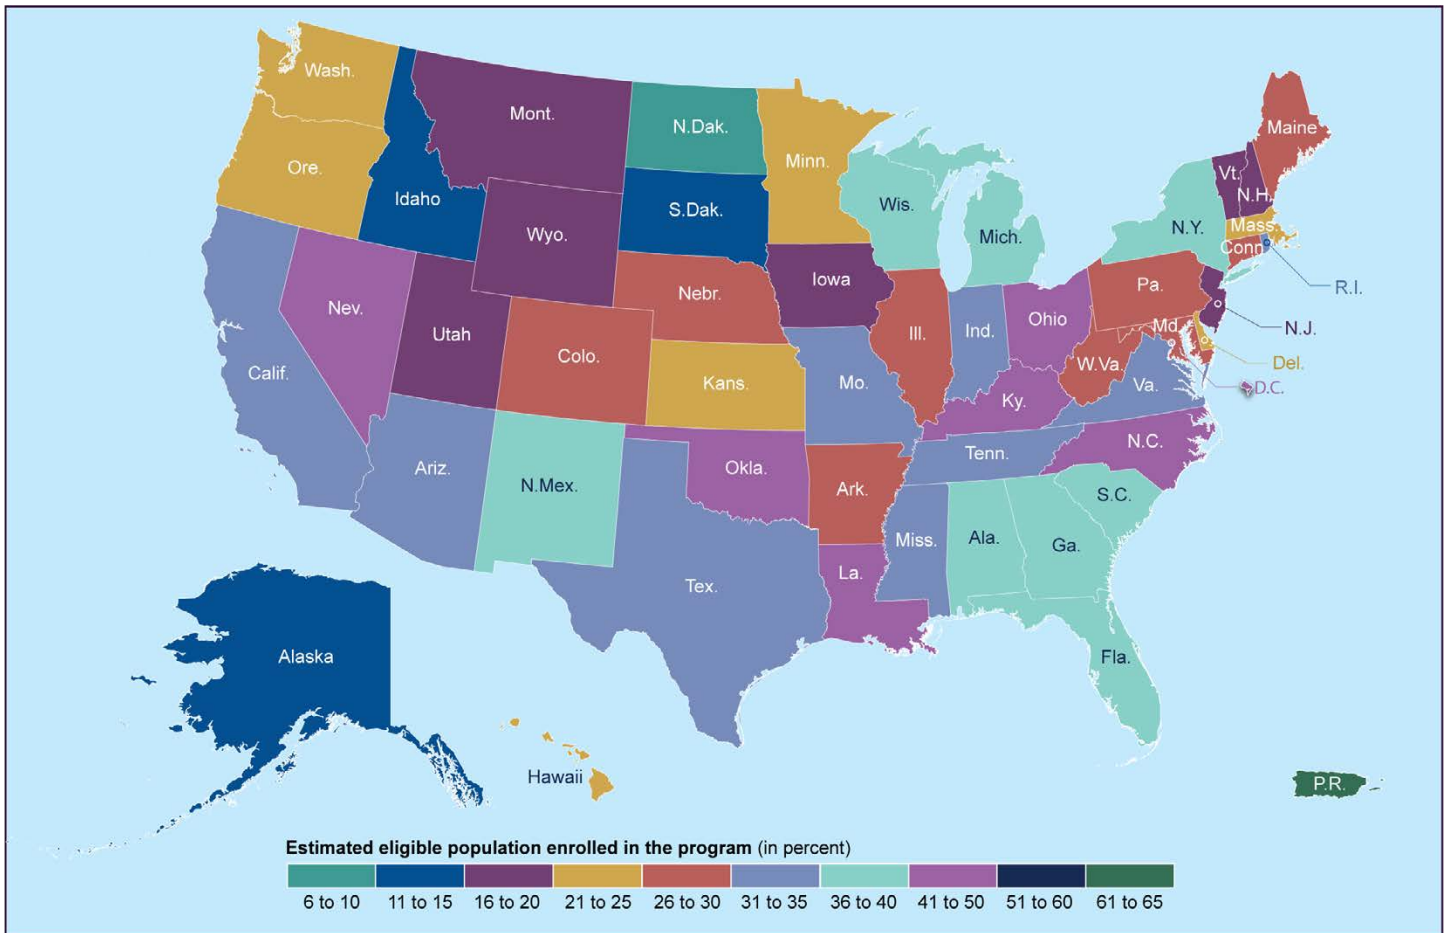 Wash.
Mont.
N.Dak.
Minn.
Maine
Ore.
Idaho
S.Dak.
Wis.
Mich.
Vt.
N.H.
N.Y.
Mass.
Conn.
R.I.
Wyo.
Nebr.
Iowa
Pa.
N.J.
Nev.
Utah
Colo.
Ill.
Ind.
Ohio
Md.
Del.
Calif.
Kans.
Mo.
W.Va.
Va.
D.C.
Ky.
Ariz.
N.Mex.
Okla.
Ark.
Tenn.
N.C.
S.C.
Tex.
La.
Miss.
Ala.
Ga.
Fla.
Alaska
Hawaii
P.R.
Estimated eligible population enrolled in the program (in percent)
6 to 10 11 to 15 16 to 20 21 to 25 26 to 30 31 to 35 36 to 40 41 to 50 51 to 60 61 to 65